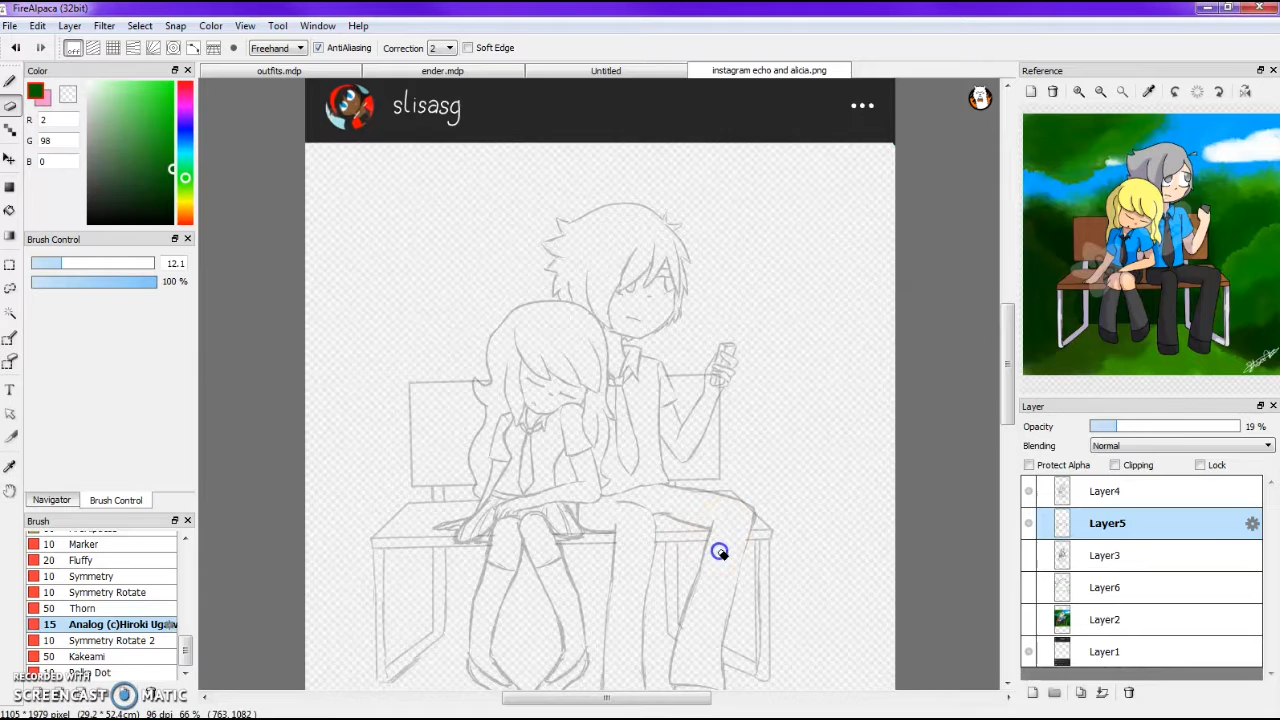 FireAlpaca (32bit)
File Edit Layer Filter Select Snap Color View Tool Window Help
off Freehand AntiAliasing Correction 2 Soft Edge
outfits.mdp ender.mdp Untitled instagram echo and alicia.png
Color
R 2
G 98
B 0
Brush Control
12.1
100 %
slisasg
Reference
Layer
Opacity 19 %
Blending Normal
Protect Alpha Clipping Lock
Layer4
Layer5
Layer3
Layer6
Layer2
Layer1
Navigator Brush Control
Brush
10 Marker
20 Fluffy
10 Symmetry
10 Symmetry Rotate
50 Thorn
15 Analog (c)Hiroki Ugaw
10 Symmetry Rotate 2
50 Kakeami
Polka Dot
RECORDED WITH
SCREENCAST MATIC
1105 * 1979 pixel (29.2 * 52.4cm) 96 dpi 66 % (763, 1082)